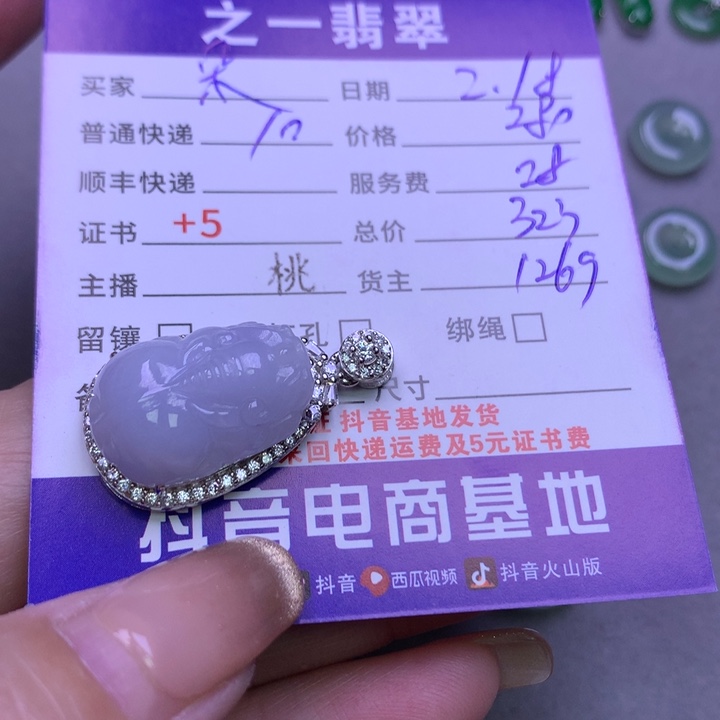 之一翡翠
买家 日期
普通快递 价格
顺丰快递 服务费
证书 +5 总价 323
主播 桃 货主 1269
留镶 孔 绑绳
尺寸
抖音基地发货
回快递运费及5元证书费
抖音电商基地
抖音 西瓜视频 抖音火山版